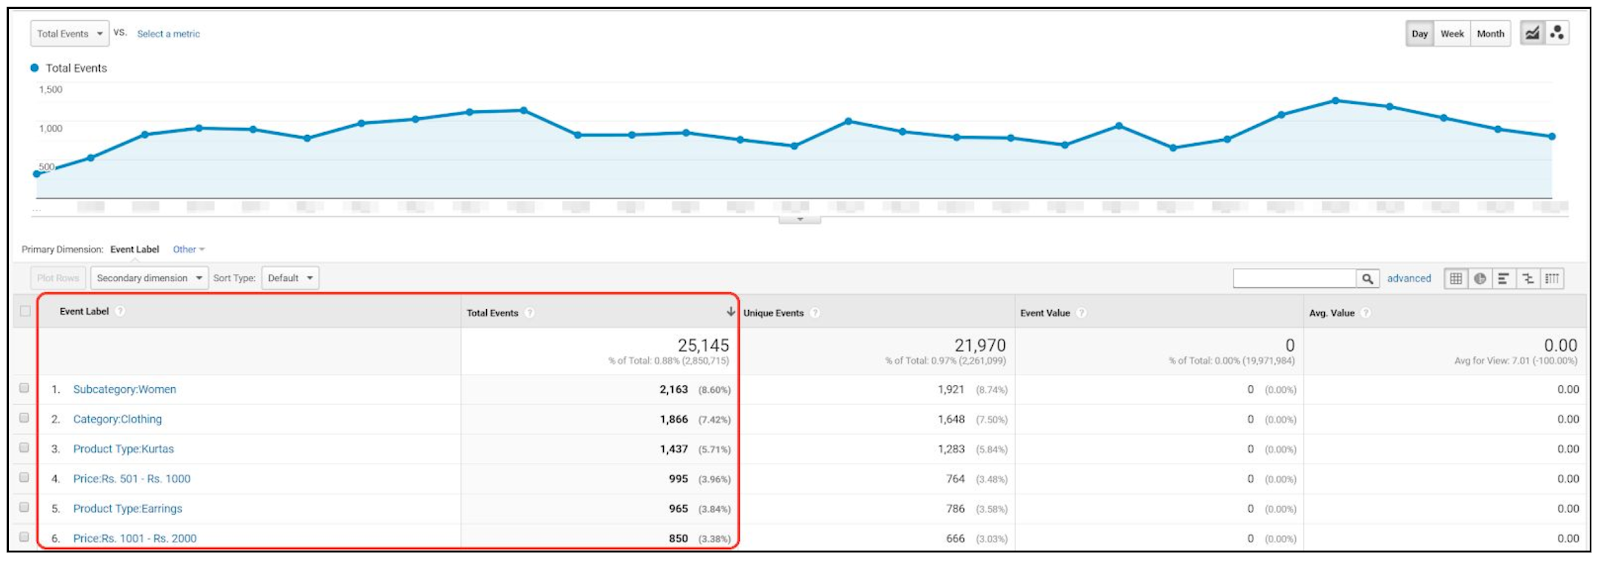 Total Events VS. Select a metric Day Week Month
Total Events
1,500
1,000
500
...
Primary Dimension: Event Label Other
Plot Rows Secondary dimension Sort Type: Default advanced
Event Label ? Total Events ? Unique Events ? Event Value ? Avg. Value ?
25,145 21,970 0 0.00
% of Total: 0.88% (2,850,715) % of Total: 0.97% (2,261,099) % of Total: 0.00% (19,971,984) Avg for View: 7.01 (-100.00%)
1. Subcategory:Women 2,163 (8.60%) 1,921 (8.74%) 0 (0.00%) 0.00
2. Category:Clothing 1,866 (7.42%) 1,648 (7.50%) 0 (0.00%) 0.00
3. Product Type:Kurtas 1,437 (5.71%) 1,283 (5.84%) 0 (0.00%) 0.00
4. Price:Rs. 501 - Rs. 1000 995 (3.96%) 764 (3.48%) 0 (0.00%) 0.00
5. Product Type:Earrings 965 (3.84%) 786 (3.58%) 0 (0.00%) 0.00
6. Price:Rs. 1001 - Rs. 2000 850 (3.38%) 666 (3.03%) 0 (0.00%) 0.00